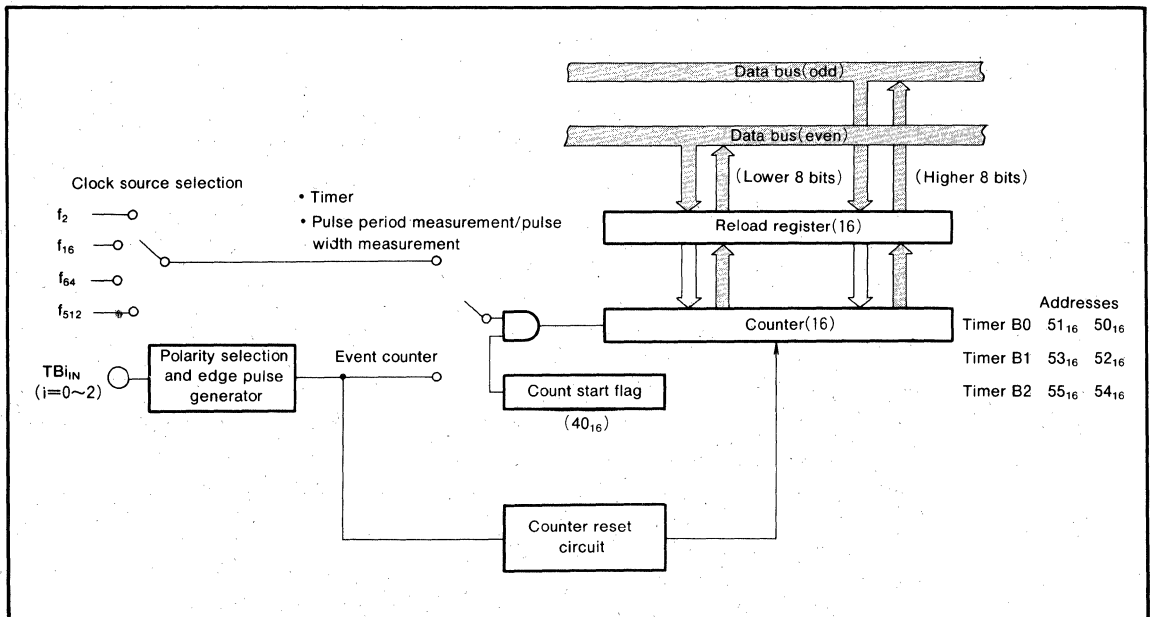 Data bus(odd)
Data bus(even)
(Lower 8 bits)
(Higher 8 bits)
Clock source selection
f₂
f₁₆
f₆₄
f₅₁₂
• Timer
• Pulse period measurement/pulse
width measurement
Reload register(16)
Counter(16)
Addresses
Timer B0 51₁₆ 50₁₆
Timer B1 53₁₆ 52₁₆
Timer B2 55₁₆ 54₁₆
TBiIN
(i=0~2)
Polarity selection
and edge pulse
generator
Event counter
Count start flag
(40₁₆)
Counter reset
circuit